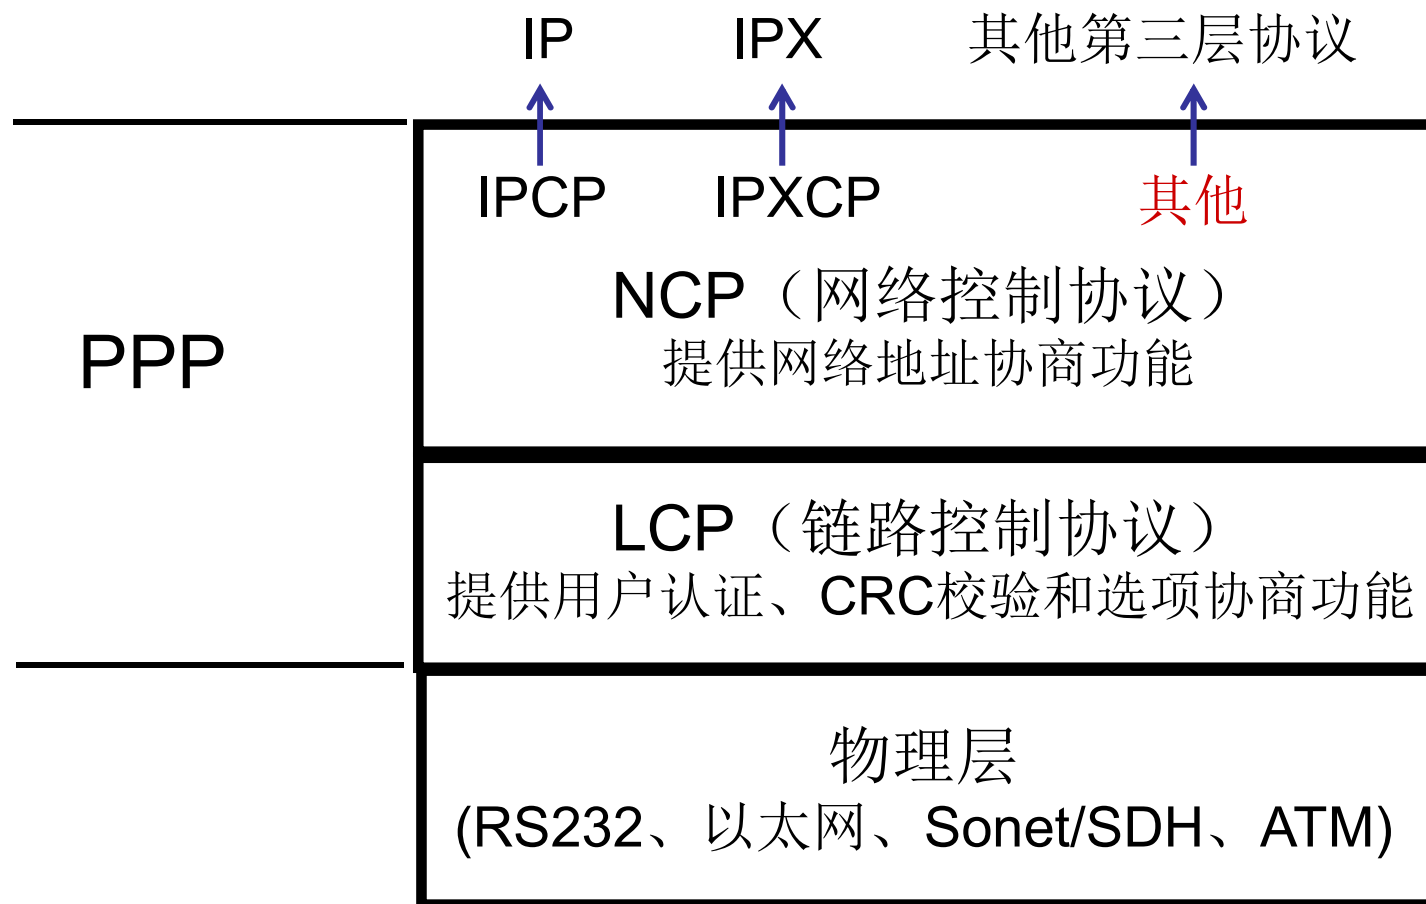 IP IPX 其他第三层协议
IPCP IPXCP 其他
NCP（网络控制协议）
PPP
提供网络地址协商功能
LCP（链路控制协议）
提供用户认证、CRC校验和选项协商功能
物理层
(RS232、以太网、Sonet/SDH、ATM)